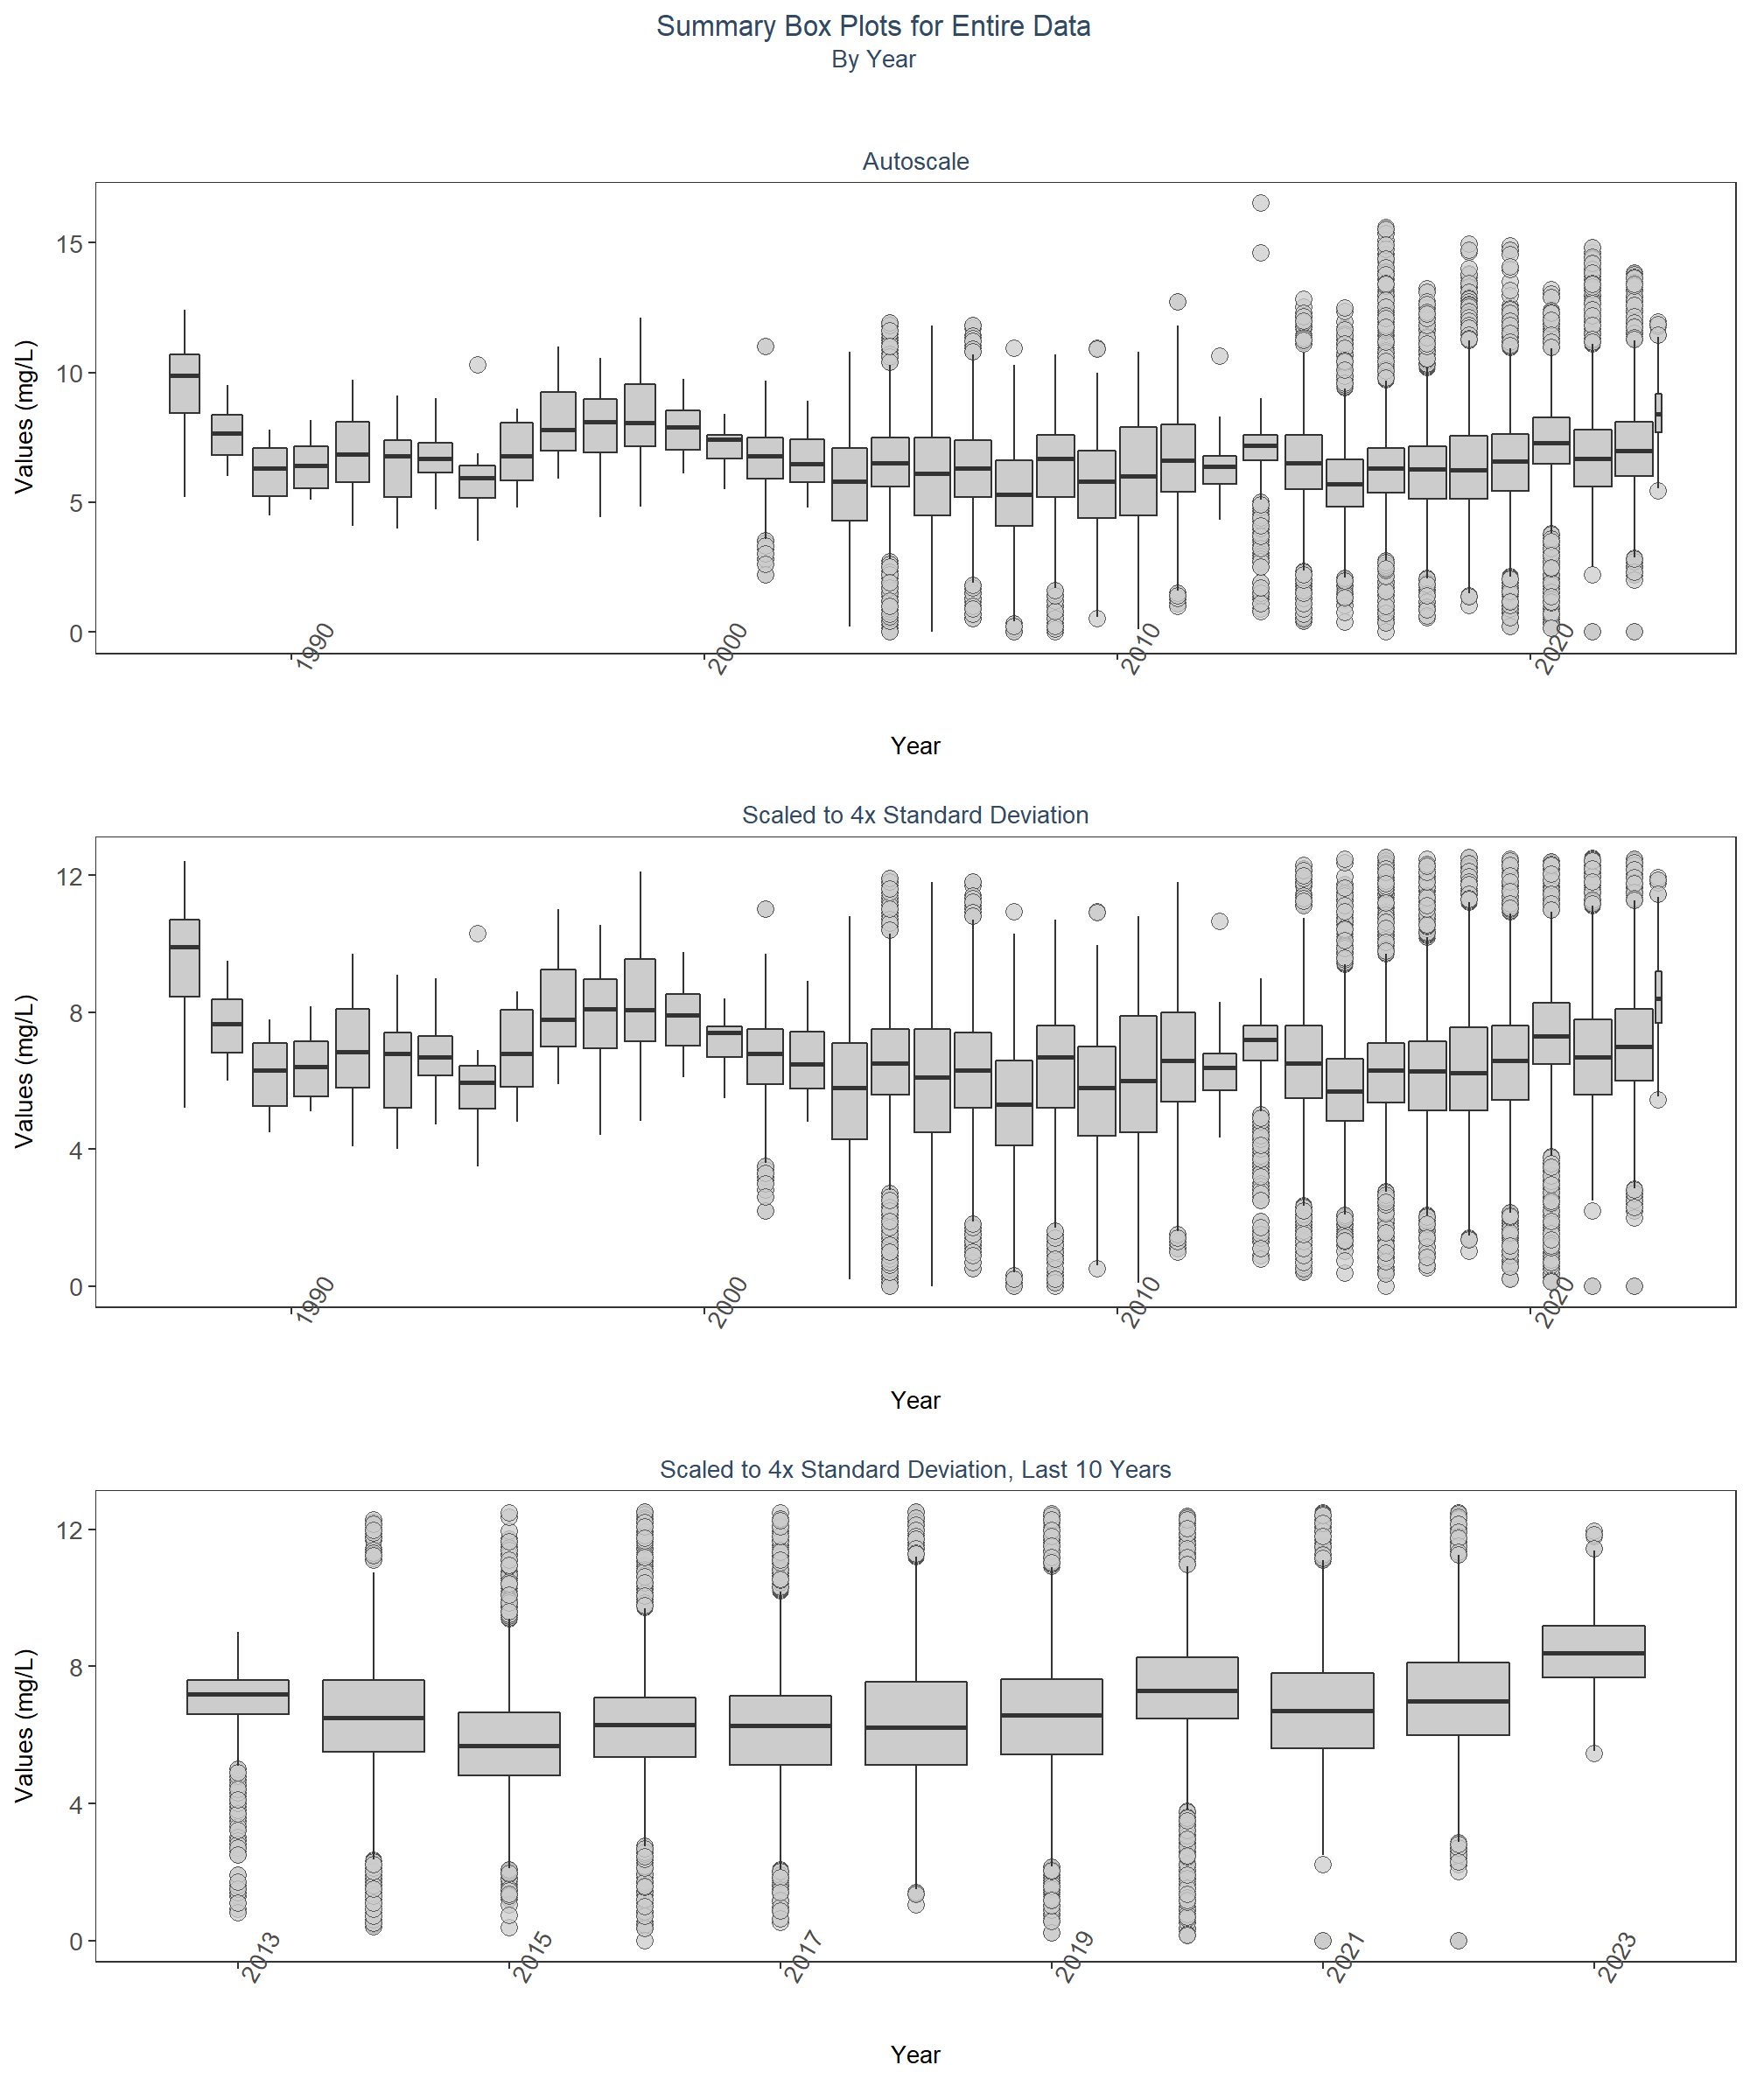 Summary Box Plots for Entire Data
By Year
Autoscale
Values (mg/L)
15
10
5
0
1990
2000
2010
2020
Year
Scaled to 4x Standard Deviation
Values (mg/L)
12
8
4
0
1990
2000
2010
2020
Year
Scaled to 4x Standard Deviation, Last 10 Years
Values (mg/L)
12
8
4
0
2013
2015
2017
2019
2021
2023
Year